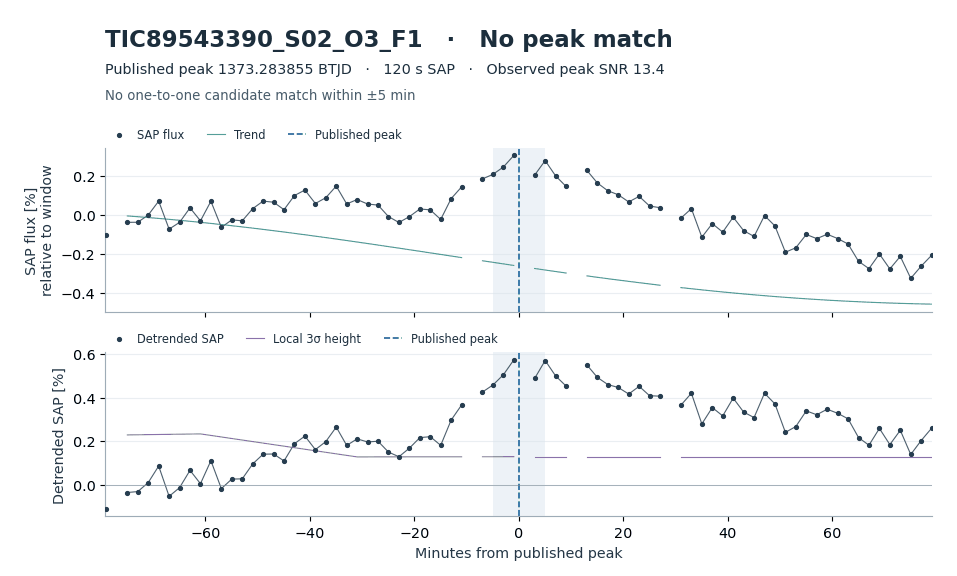 TIC89543390_S02_O3_F1 · No peak match
Published peak 1373.283855 BTJD · 120 s SAP · Observed peak SNR 13.4
No one-to-one candidate match within ±5 min
SAP flux Trend Published peak
SAP flux [%]
relative to window
0.2
0.0
−0.2
−0.4
Detrended SAP Local 3σ height Published peak
Detrended SAP [%]
0.6
0.4
0.2
0.0
−60 −40 −20 0 20 40 60
Minutes from published peak